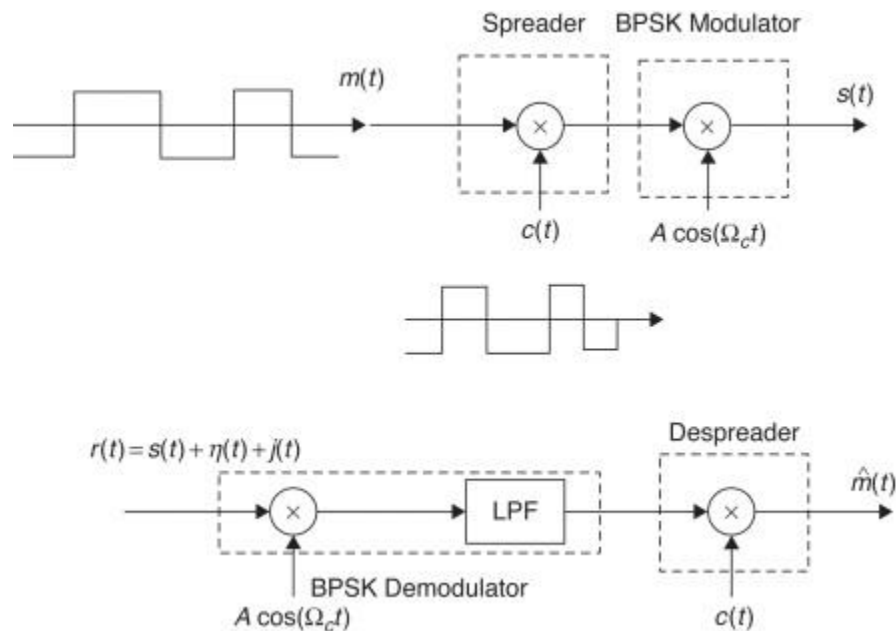 Spreader BPSK Modulator
m(t)
s(t)
×
×
c(t)
A cos(Ω_c t)
r(t) = s(t) + η(t) + j(t)
Despreader
m̂(t)
×
LPF
×
BPSK Demodulator
A cos(Ω_c t)
c(t)